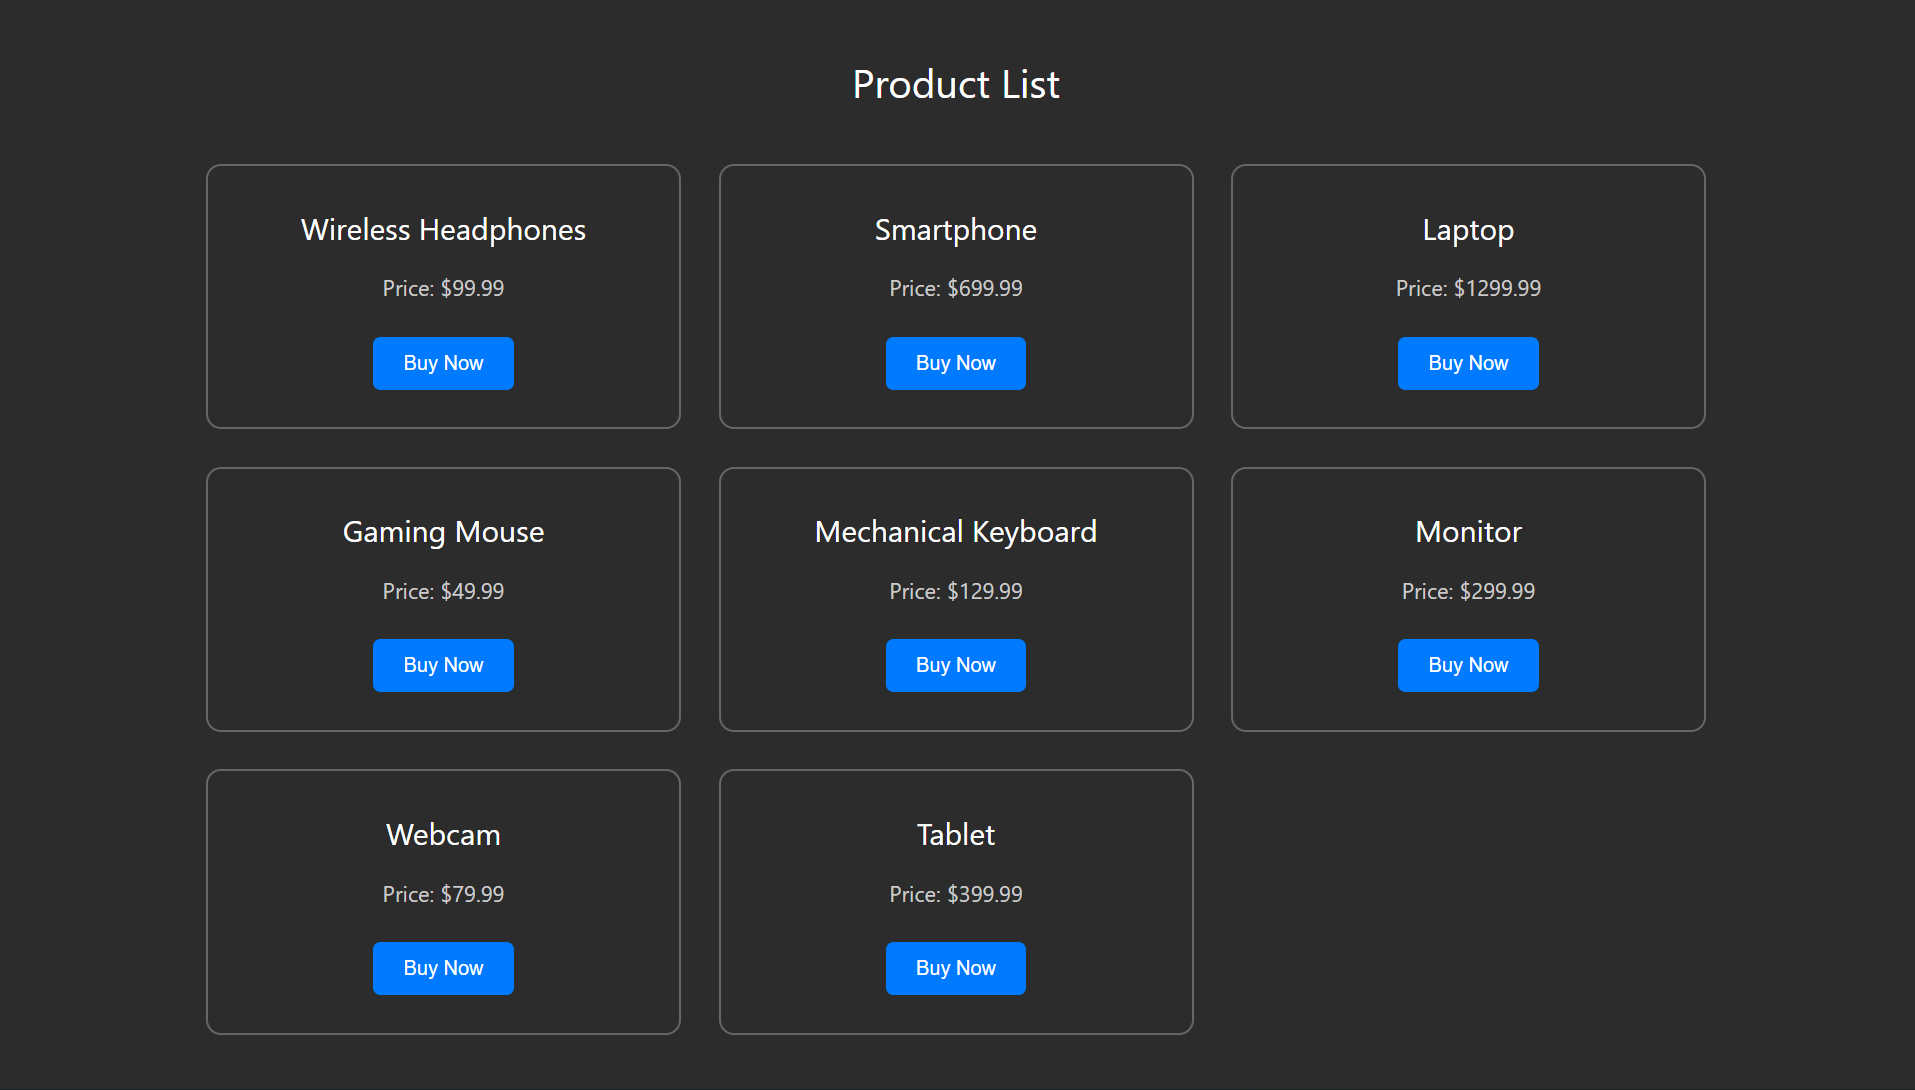 Product List
Wireless Headphones
Price: $99.99
Buy Now
Smartphone
Price: $699.99
Buy Now
Laptop
Price: $1299.99
Buy Now
Gaming Mouse
Price: $49.99
Buy Now
Mechanical Keyboard
Price: $129.99
Buy Now
Monitor
Price: $299.99
Buy Now
Webcam
Price: $79.99
Buy Now
Tablet
Price: $399.99
Buy Now